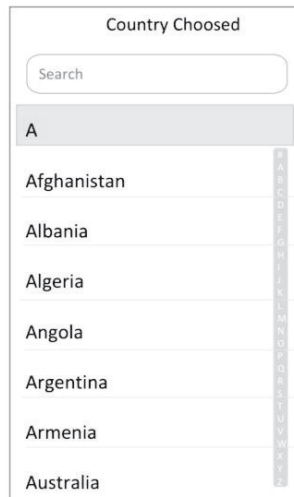 Country Choosed
Search
A
Afghanistan
Albania
Algeria
Angola
Argentina
Armenia
Australia
#
A
B
C
D
E
F
G
H
I
J
K
L
M
N
O
P
Q
R
S
T
U
V
W
X
Y
Z